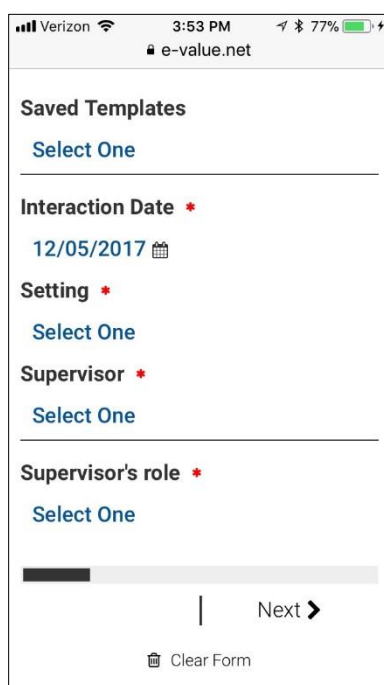 Verizon 3:53 PM 77%
e-value.net
Saved Templates
Select One
Interaction Date *
12/05/2017
Setting *
Select One
Supervisor *
Select One
Supervisor's role *
Select One
| Next
Clear Form